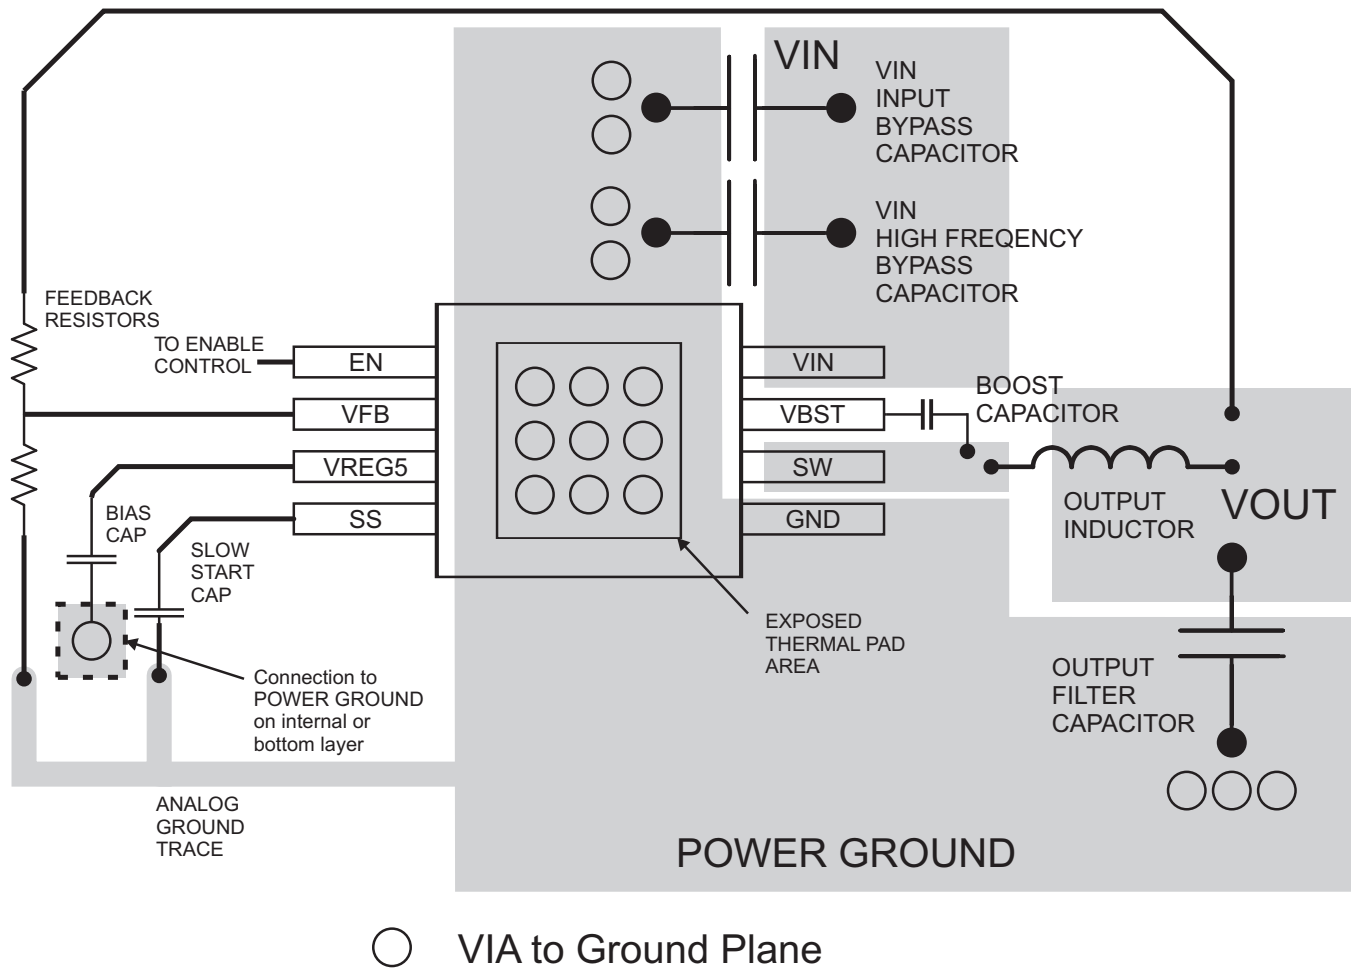 VIN
VIN
INPUT
BYPASS
CAPACITOR
VIN
HIGH FREQENCY
BYPASS
CAPACITOR
FEEDBACK
RESISTORS
TO ENABLE
CONTROL
EN
VFB
VREG5
SS
VIN
VBST
SW
GND
BOOST
CAPACITOR
BIAS
CAP
SLOW
START
CAP
OUTPUT
INDUCTOR
VOUT
EXPOSED
THERMAL PAD
AREA
Connection to
POWER GROUND
on internal or
bottom layer
OUTPUT
FILTER
CAPACITOR
ANALOG
GROUND
TRACE
POWER GROUND
VIA to Ground Plane